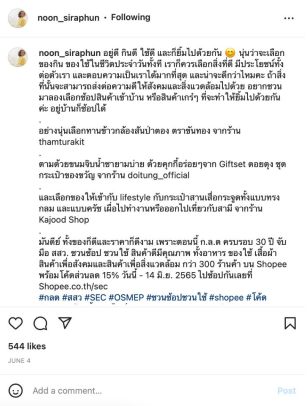 noon_siraphun • Following
noon_siraphun อยู่ดี กินดี ใช้ดี และก็ยิ้มไปด้วยกัน 😊 นุ่นว่าจะเลือก
ของกิน ของใช้ในชีวิตประจำวันทั้งที เราก็ควรเลือกสิ่งที่ดี มีประโยชน์ทั้ง
ต่อตัวเรา และตอบความเป็นเราได้มากที่สุด และน่าจะดีกว่าไหมคะ ถ้าสิ่ง
ที่นั้นจะสามารถส่งต่อความดีให้สังคมและสิ่งแวดล้อมไปด้วย อยากชวน
มาลองเลือกช้อปสินค้าเข้าบ้าน หรือสินค้าเกร๋ๆ ที่จะทำให้ยิ้มไปด้วยกัน
ค่ะ อยู่บ้านก็ช้อปได้
.
อย่างนุ่นเลือกทานข้าวกล้องสันป่าตอง ตราขันทอง จากร้าน
thamturakit
.
ตามด้วยขนมจิบน้ำชายามบ่าย ด้วยคุกกี้อร่อยๆจาก Giftset ดอยตุง ชุด
กระเป๋าของขวัญ จากร้าน doitung_official
.
และเลือกของให้เข้ากับ lifestyle กับกระเป๋าสานเสื่อกระจูดทั้งแบบทรง
กลม และแบบครัช เผื่อไปทำงานหรือออกไปเที่ยวกับสามี จากร้าน
Kajood Shop
.
มันดีย์ ทั้งของก็ดีและราคาก็ดีงาม เพราะตอนนี้ ก.ล.ต ครบรอบ 30 ปี จับ
มือ สสว. ชวนช้อป ชวนใช้ สินค้าดีมีคุณภาพ ทั้งอาหาร ของใช้ เสื้อผ้า
สินค้าเพื่อสังคมและสินค้าเพื่อสิ่งแวดล้อม กว่า 300 ร้านค้า บน Shopee
พร้อมโค้ดส่วนลด 15% วันนี้ - 14 มิ.ย. 2565 ไปช้อปกันเลยที่
Shopee.co.th/sec
#กลต #สสว #SEC #OSMEP #ชวนช้อปชวนใช้ #shopee #โค้ด
544 likes
JUNE 4
Add a comment...
Post